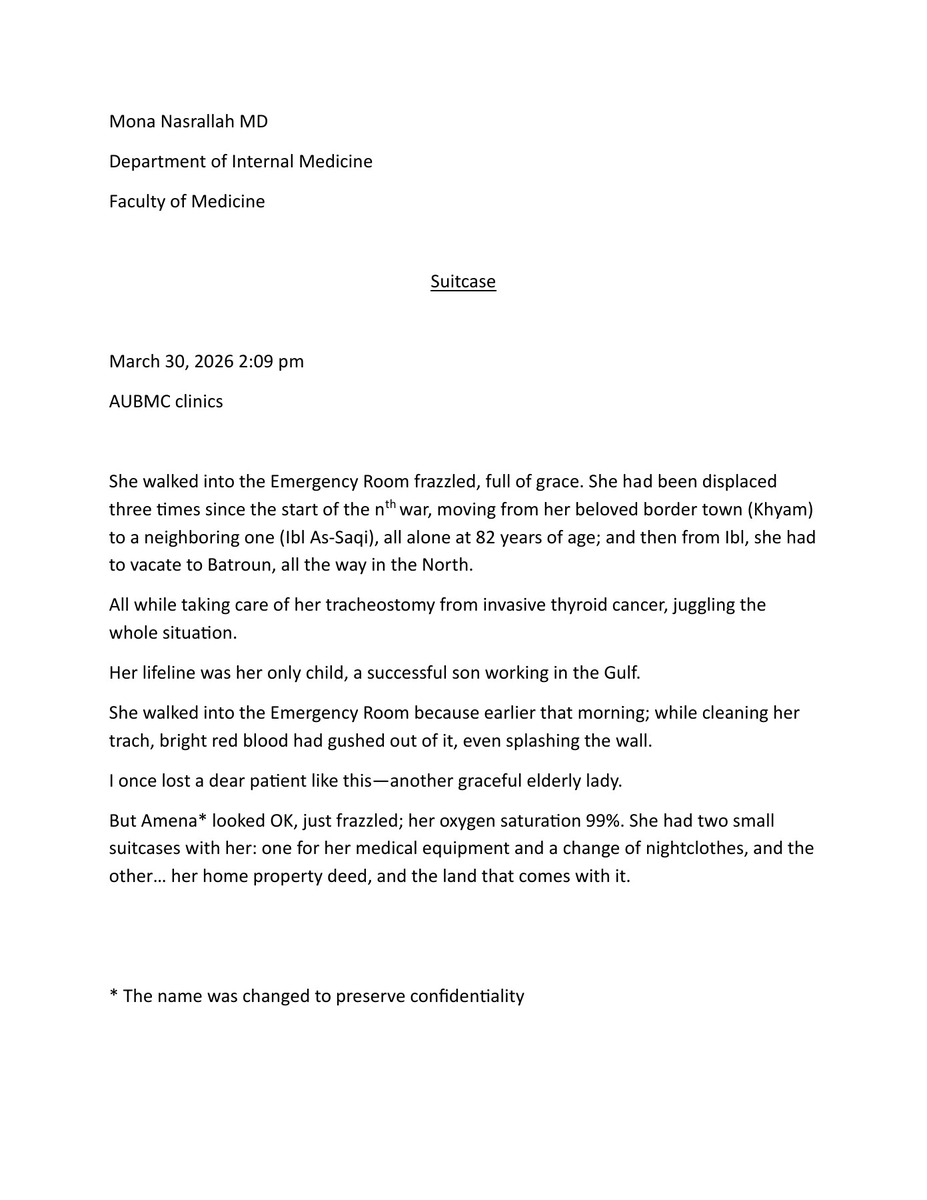 Mona Nasrallah MD
Department of Internal Medicine
Faculty of Medicine
Suitcase
March 30, 2026 2:09 pm
AUBMC clinics
She walked into the Emergency Room frazzled, full of grace. She had been displaced
three times since the start of the nth war, moving from her beloved border town (Khyam)
to a neighboring one (Ibl As-Saqi), all alone at 82 years of age; and then from Ibl, she had
to vacate to Batroun, all the way in the North.
All while taking care of her tracheostomy from invasive thyroid cancer, juggling the
whole situation.
Her lifeline was her only child, a successful son working in the Gulf.
She walked into the Emergency Room because earlier that morning; while cleaning her
trach, bright red blood had gushed out of it, even splashing the wall.
I once lost a dear patient like this—another graceful elderly lady.
But Amena* looked OK, just frazzled; her oxygen saturation 99%. She had two small
suitcases with her: one for her medical equipment and a change of nightclothes, and the
other… her home property deed, and the land that comes with it.
* The name was changed to preserve confidentiality